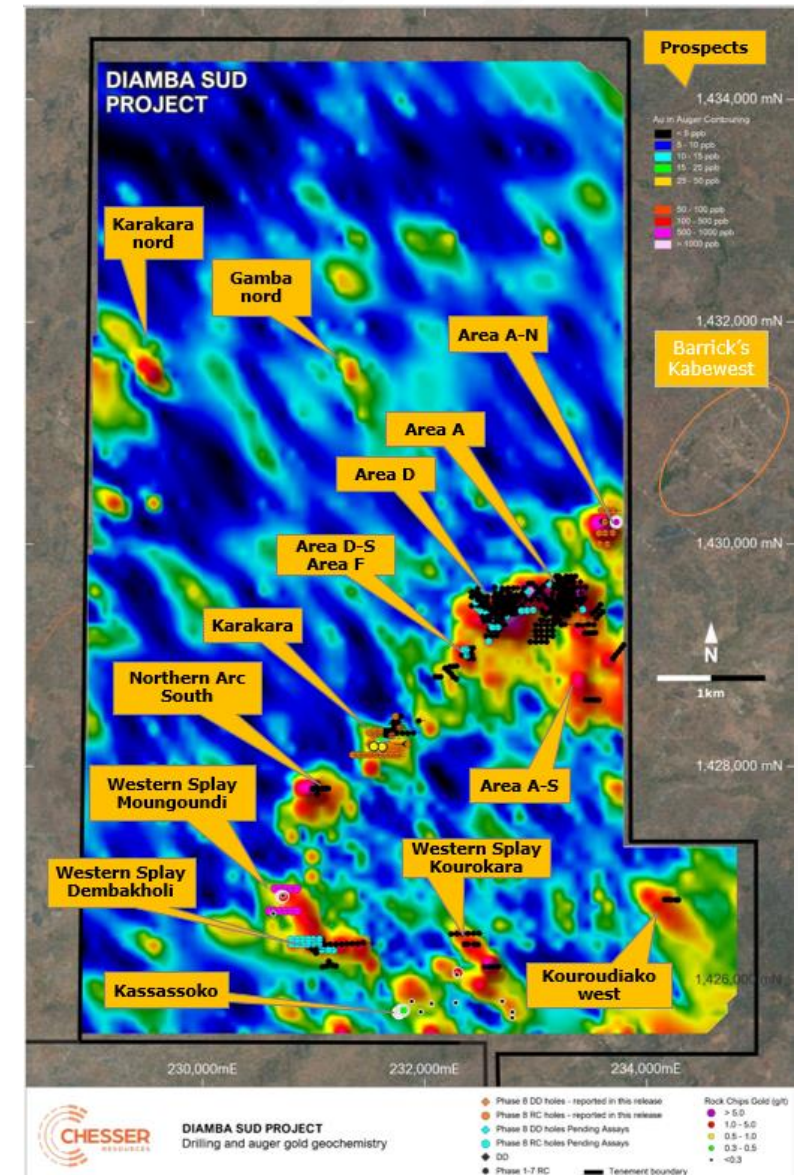 DIAMBA SUD
PROJECT
Prospects
1,434,000 mN
Au in Auger Contouring
< 5 ppb
5 - 10 ppb
10 - 15 ppb
15 - 25 ppb
25 - 50 ppb
50 - 100 ppb
100 - 500 ppb
500 - 1000 ppb
> 1000 ppb
Karakara
nord
Gamba
nord
Area A-N
1,432,000 mN
Barrick's
Kabewest
Area A
Area D
Area D-S
Area F
1,430,000 mN
Karakara
N
1km
Northern Arc
South
1,428,000 mN
Area A-S
Western Splay
Moungoundi
Western Splay
Kourokara
Western Splay
Dembakholi
Kassassoko
Kouroudiako
west
1,426,000 mN
230,000mE
232,000mE
234,000mE
CHESSER
RESOURCES
DIAMBA SUD PROJECT
Drilling and auger gold geochemistry
Phase 8 DD holes - reported in this release
Phase 8 RC holes - reported in this release
Phase 8 DD holes Pending Assays
Phase 8 RC holes Pending Assays
DD
Phase 1-7 RC
Tenement boundary
Rock Chips Gold (g/t)
> 5.0
1.0 - 5.0
0.5 - 1.0
0.3 - 0.5
<0.3